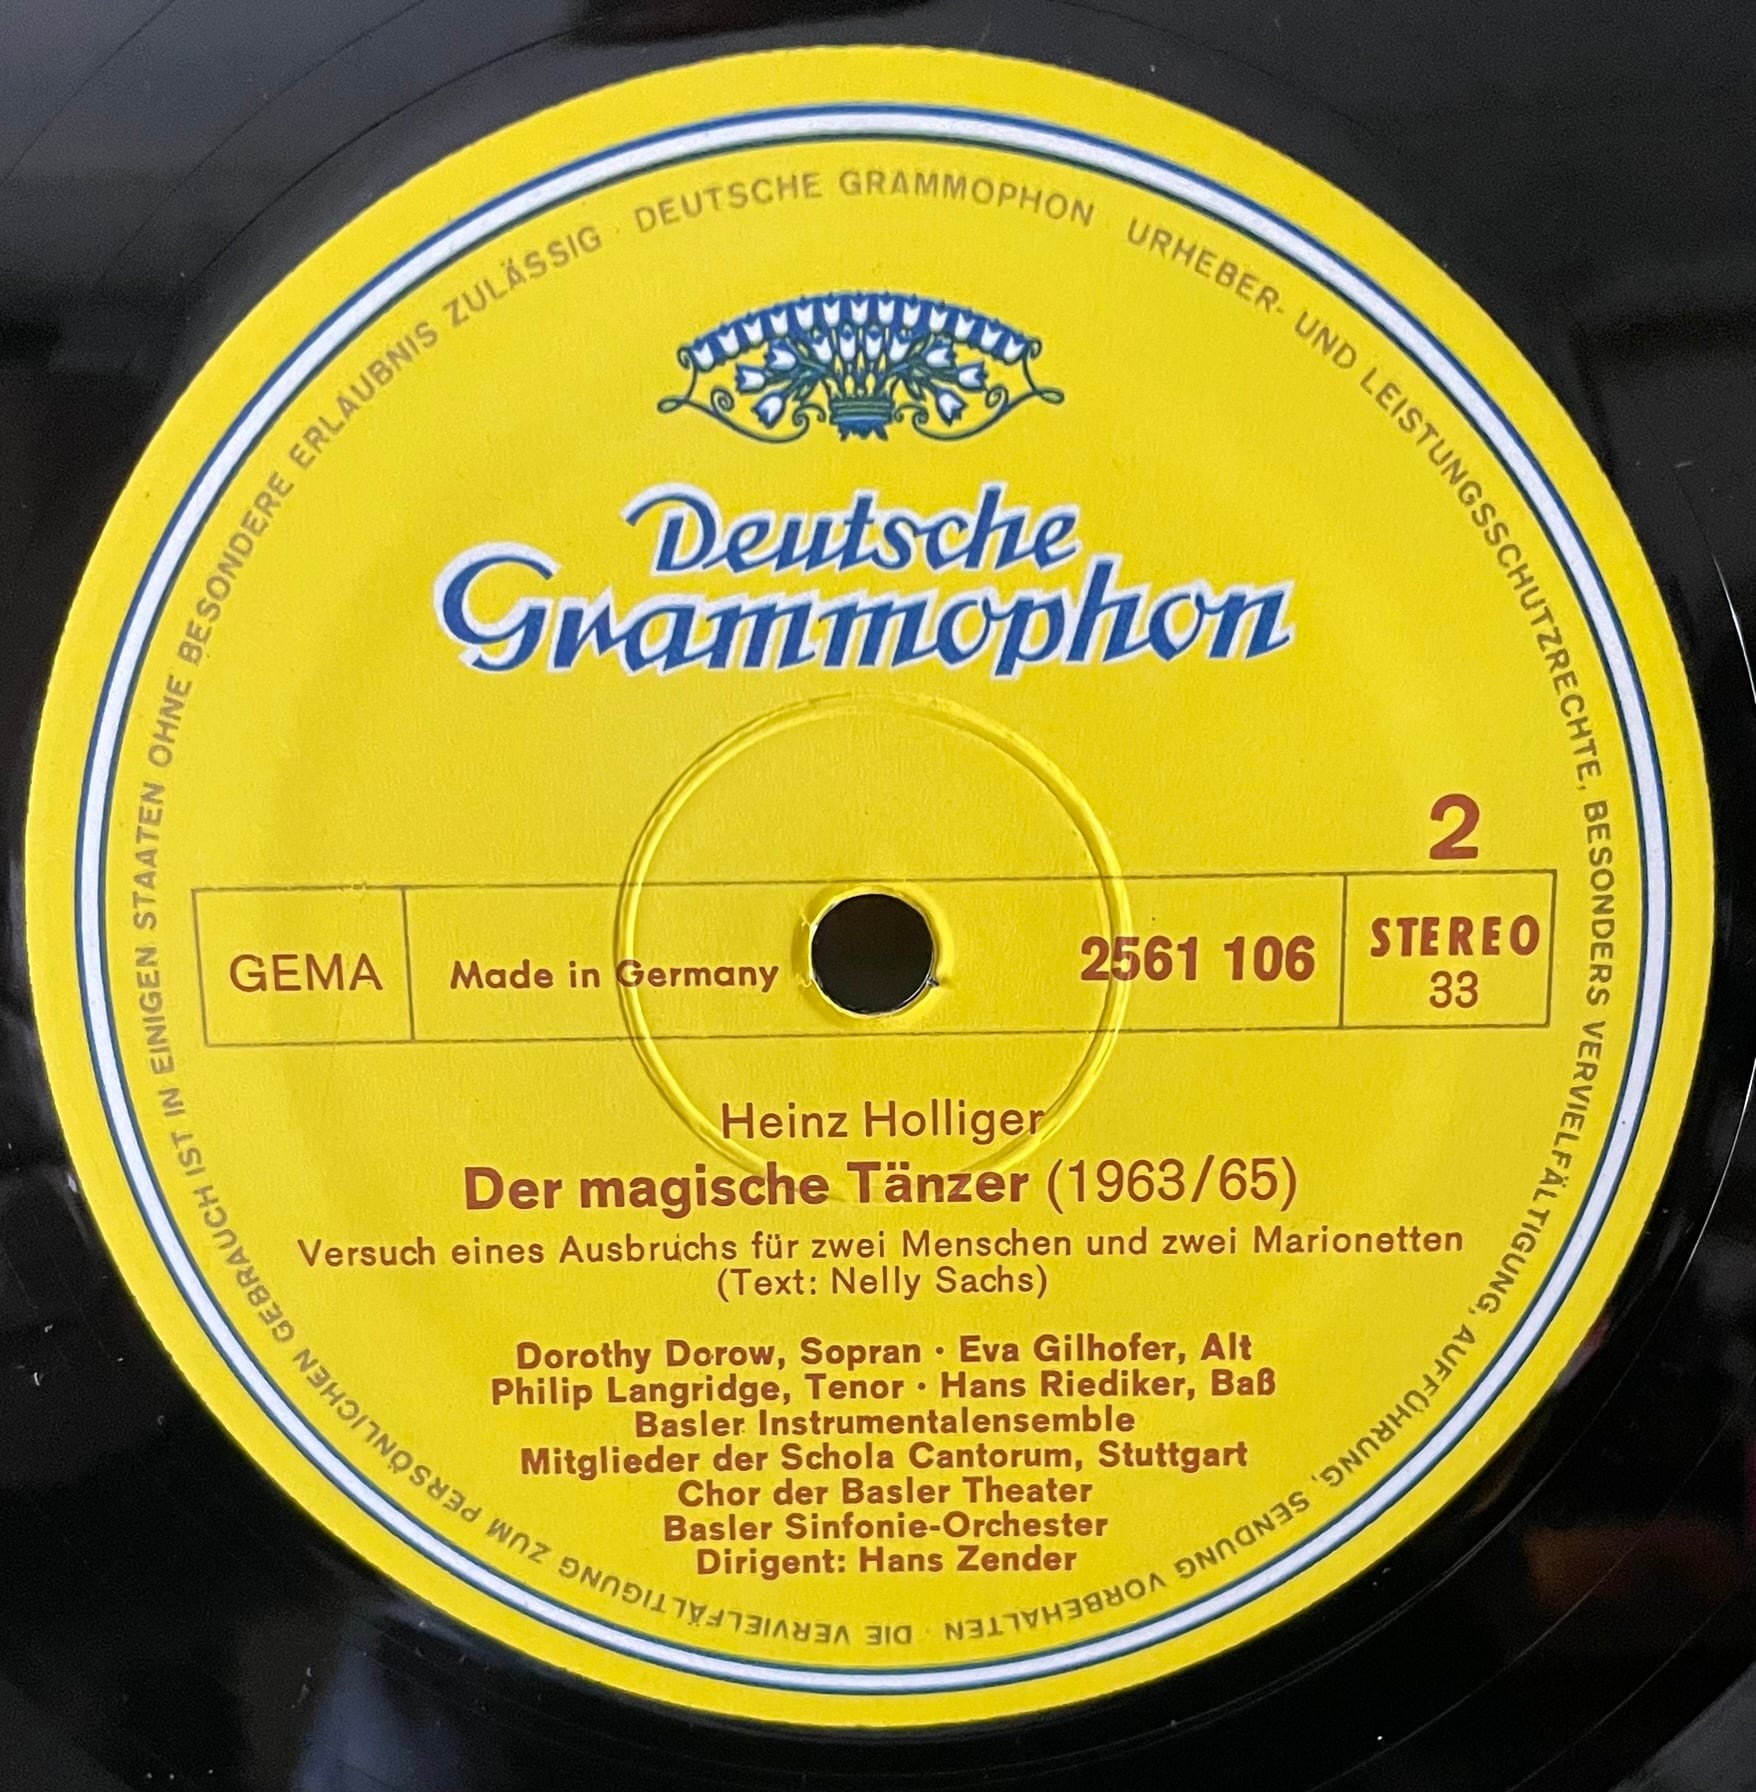 DEUTSCHE GRAMMOPHON · URHEBER- UND LEISTUNGSSCHUTZRECHTE, BESONDERS VERVIELFÄLTIGUNG, AUFFÜHRUNG, SENDUNG VORBEHALTEN · DIE VERVIELFÄLTIGUNG ZUM PERSÖNLICHEN GEBRAUCH IST IN EINIGEN STAATEN OHNE BESONDERE ERLAUBNIS ZULÄSSIG ·
Deutsche
Grammophon
2
GEMA Made in Germany 2561 106 STEREO
33
Heinz Holliger
Der magische Tänzer (1963/65)
Versuch eines Ausbruchs für zwei Menschen und zwei Marionetten
(Text: Nelly Sachs)
Dorothy Dorow, Sopran · Eva Gilhofer, Alt
Philip Langridge, Tenor · Hans Riediker, Baß
Basler Instrumentalensemble
Mitglieder der Schola Cantorum, Stuttgart
Chor der Basler Theater
Basler Sinfonie-Orchester
Dirigent: Hans Zender